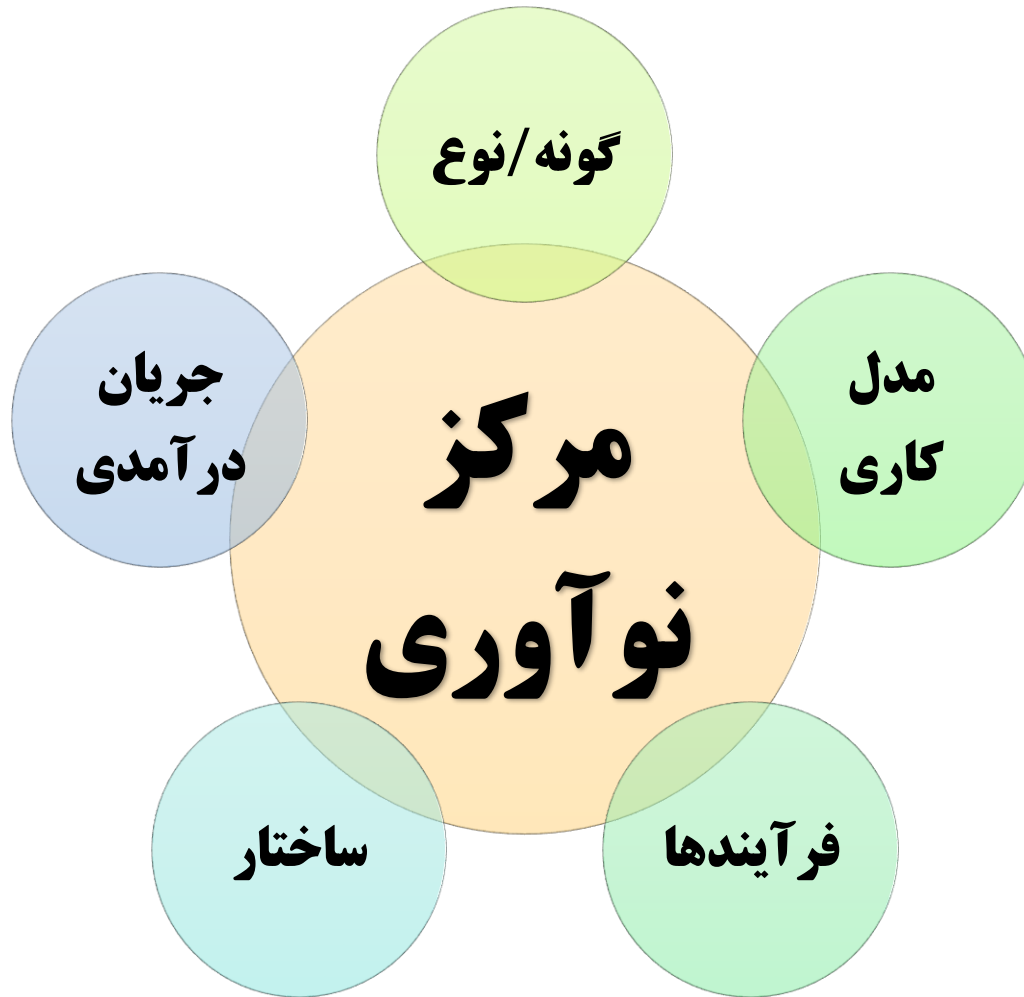 گونه/نوع
مدل
کاری
فرآیندها
ساختار
جریان
درآمدی
مرکز
نوآوری